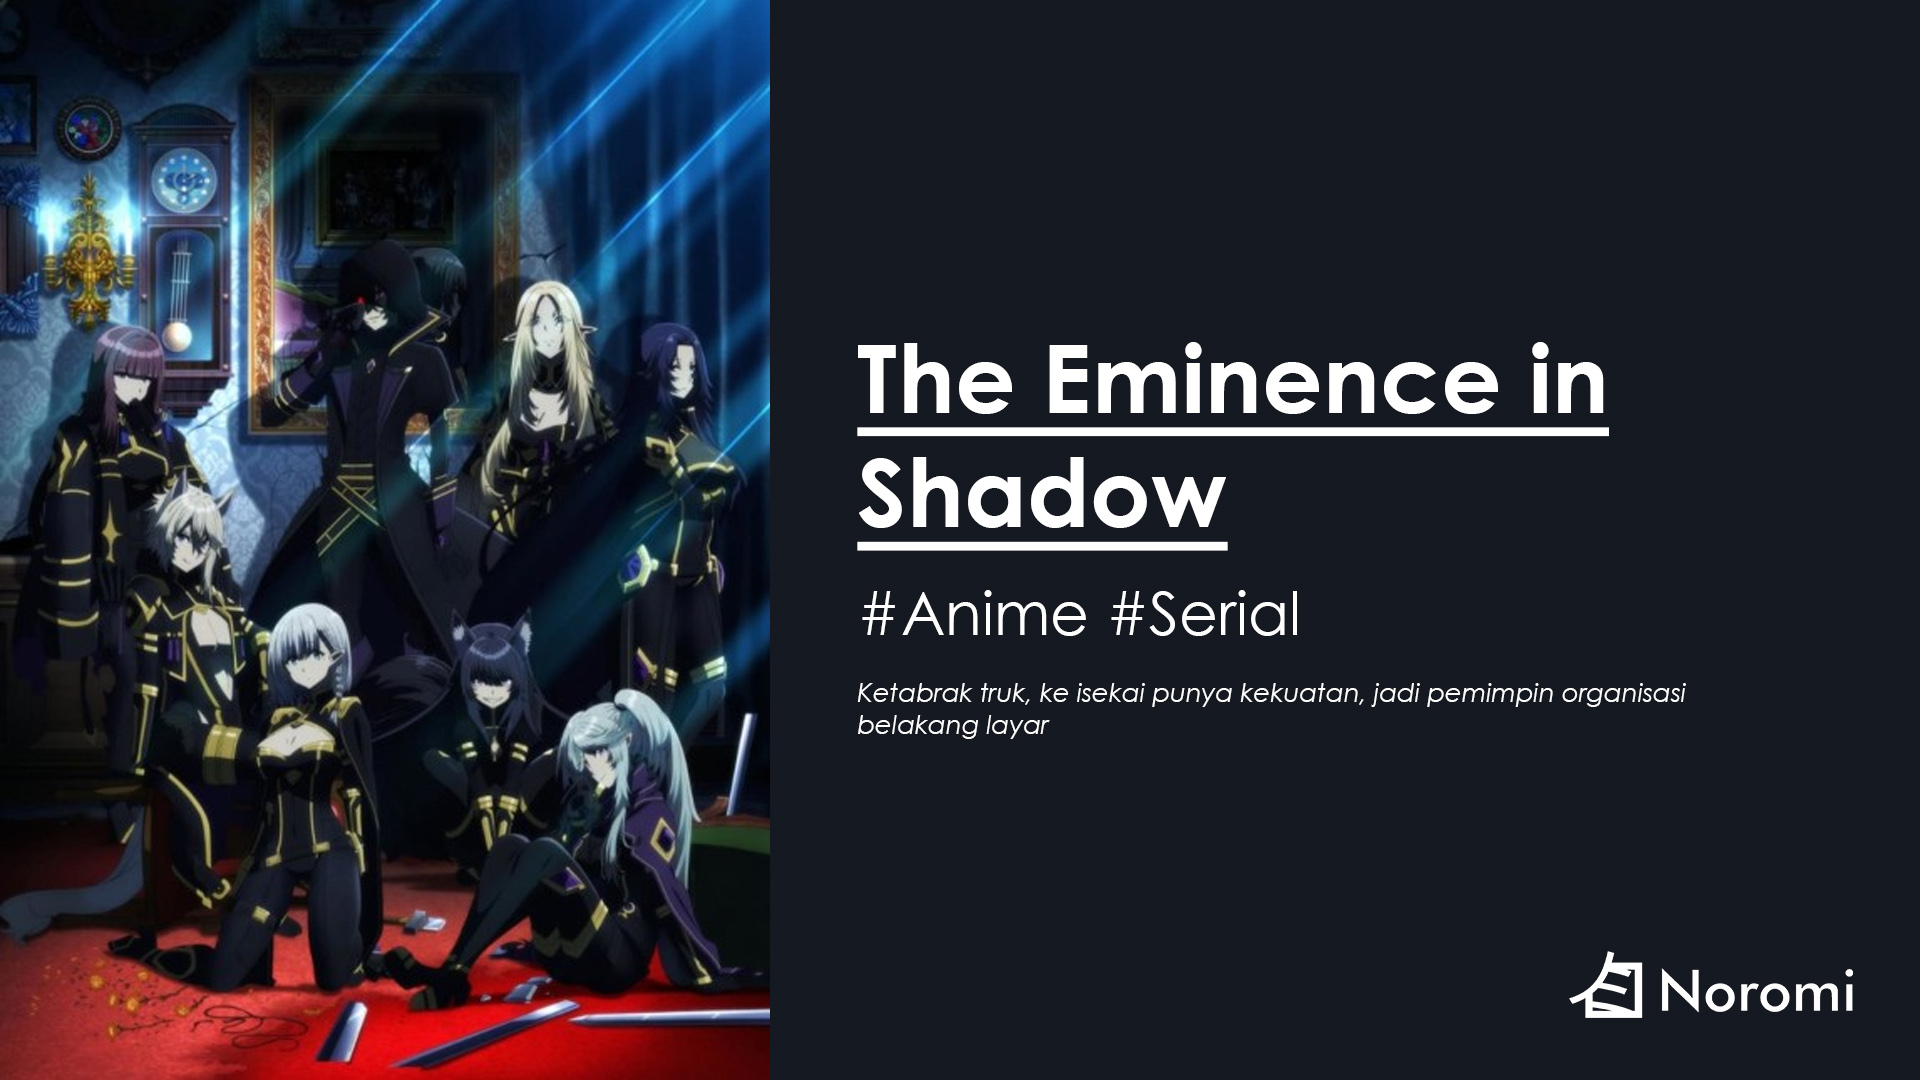 The Eminence in
Shadow
#Anime #Serial
Ketabrak truk, ke isekai punya kekuatan, jadi pemimpin organisasi
belakang layar
Noromi